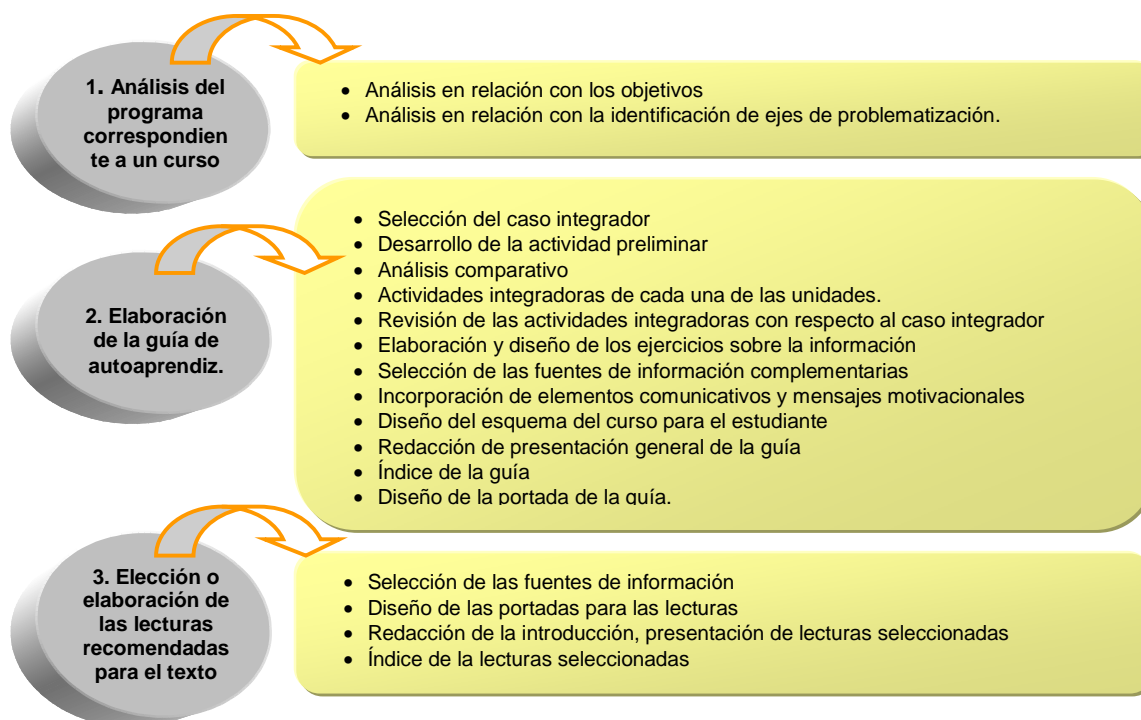 1. Análisis del
programa
correspondien
te a un curso
• Análisis en relación con los objetivos
• Análisis en relación con la identificación de ejes de problematización.
2. Elaboración
de la guía de
autoaprendiz.
• Selección del caso integrador
• Desarrollo de la actividad preliminar
• Análisis comparativo
• Actividades integradoras de cada una de las unidades.
• Revisión de las actividades integradoras con respecto al caso integrador
• Elaboración y diseño de los ejercicios sobre la información
• Selección de las fuentes de información complementarias
• Incorporación de elementos comunicativos y mensajes motivacionales
• Diseño del esquema del curso para el estudiante
• Redacción de presentación general de la guía
• Índice de la guía
• Diseño de la portada de la guía.
3. Elección o
elaboración de
las lecturas
recomendadas
para el texto
• Selección de las fuentes de información
• Diseño de las portadas para las lecturas
• Redacción de la introducción, presentación de lecturas seleccionadas
• Índice de la lecturas seleccionadas